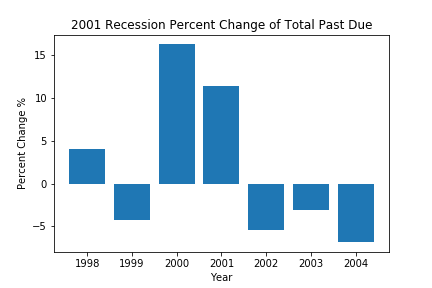 2001 Recession Percent Change of Total Past Due
Percent Change %
15
10
5
0
−5
1998 1999 2000 2001 2002 2003 2004
Year